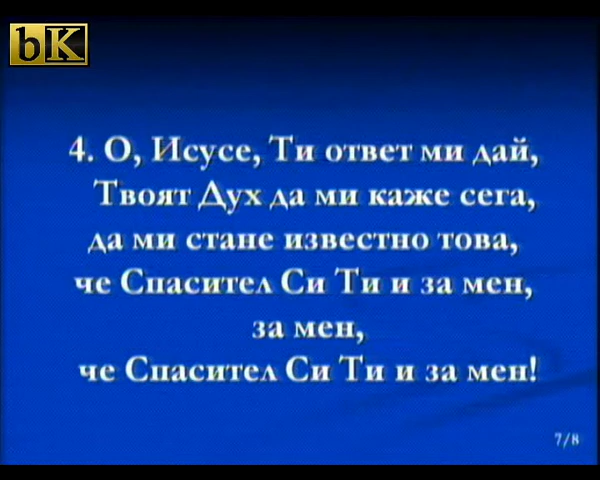 bK
4. О, Исусе, Ти ответ ми дай,
Твоят Дух да ми каже сега,
да ми стане известно това,
че Спасител Си Ти и за мен,
за мен,
че Спасител Си Ти и за мен!
7/8